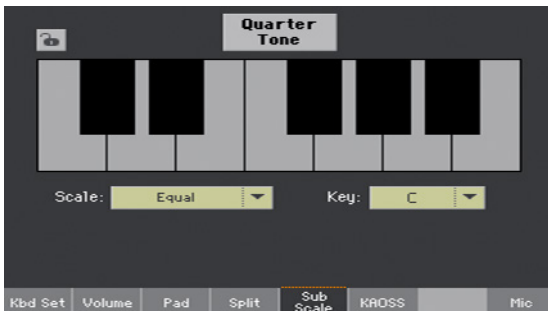 Quarter
Tone
Scale: Equal Key: C
Kbd Set Volume Pad Split Sub Scale KAOSS Mic